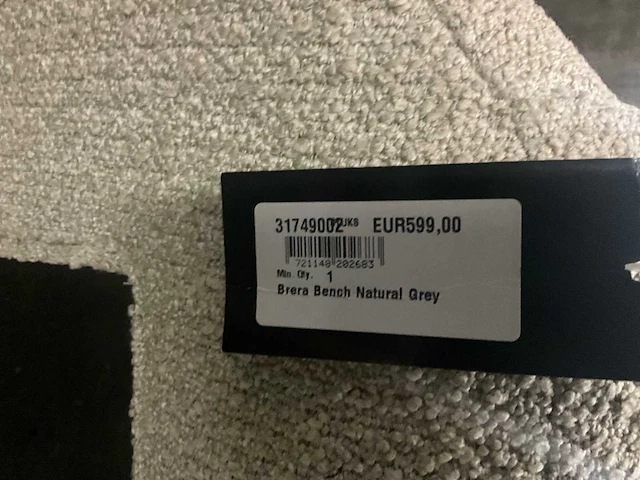 31749002 EUR599,00
721148 202683
Min. Qty. 1
Brera Bench Natural Grey